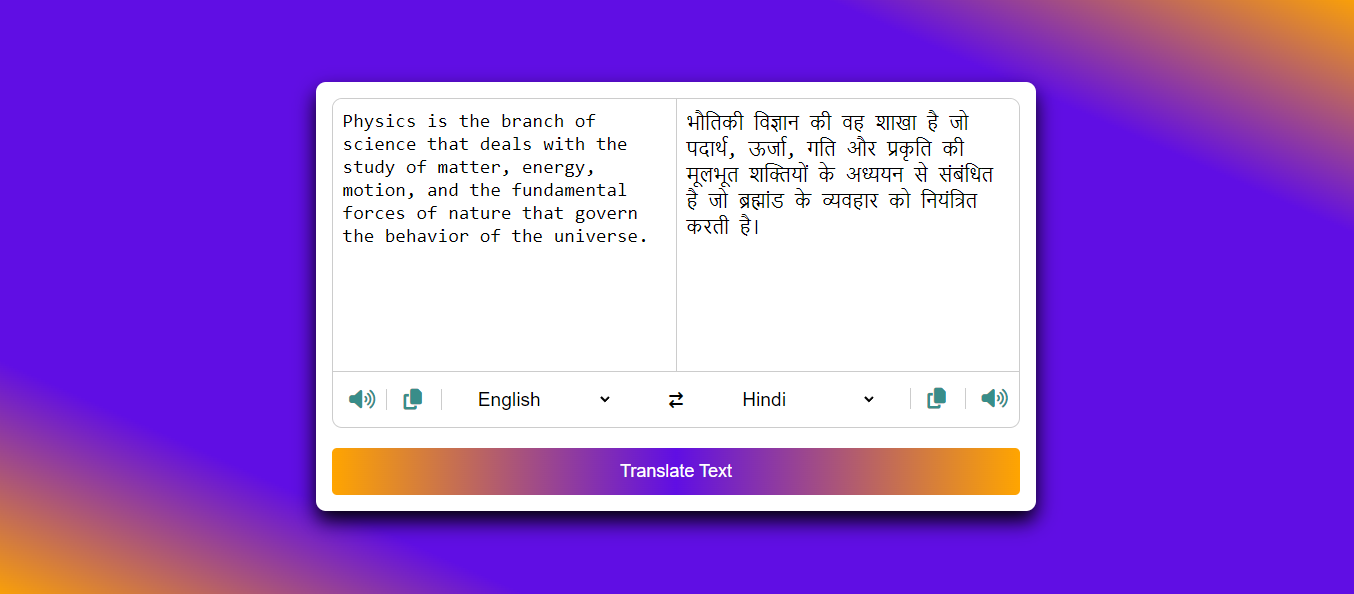 Physics is the branch of
science that deals with the
study of matter, energy,
motion, and the fundamental
forces of nature that govern
the behavior of the universe.
भौतिकी विज्ञान की वह शाखा है जो
पदार्थ, ऊर्जा, गति और प्रकृति की
मूलभूत शक्तियों के अध्ययन से संबंधित
है जो ब्रह्मांड के व्यवहार को नियंत्रित
करती है।
English
Hindi
Translate Text